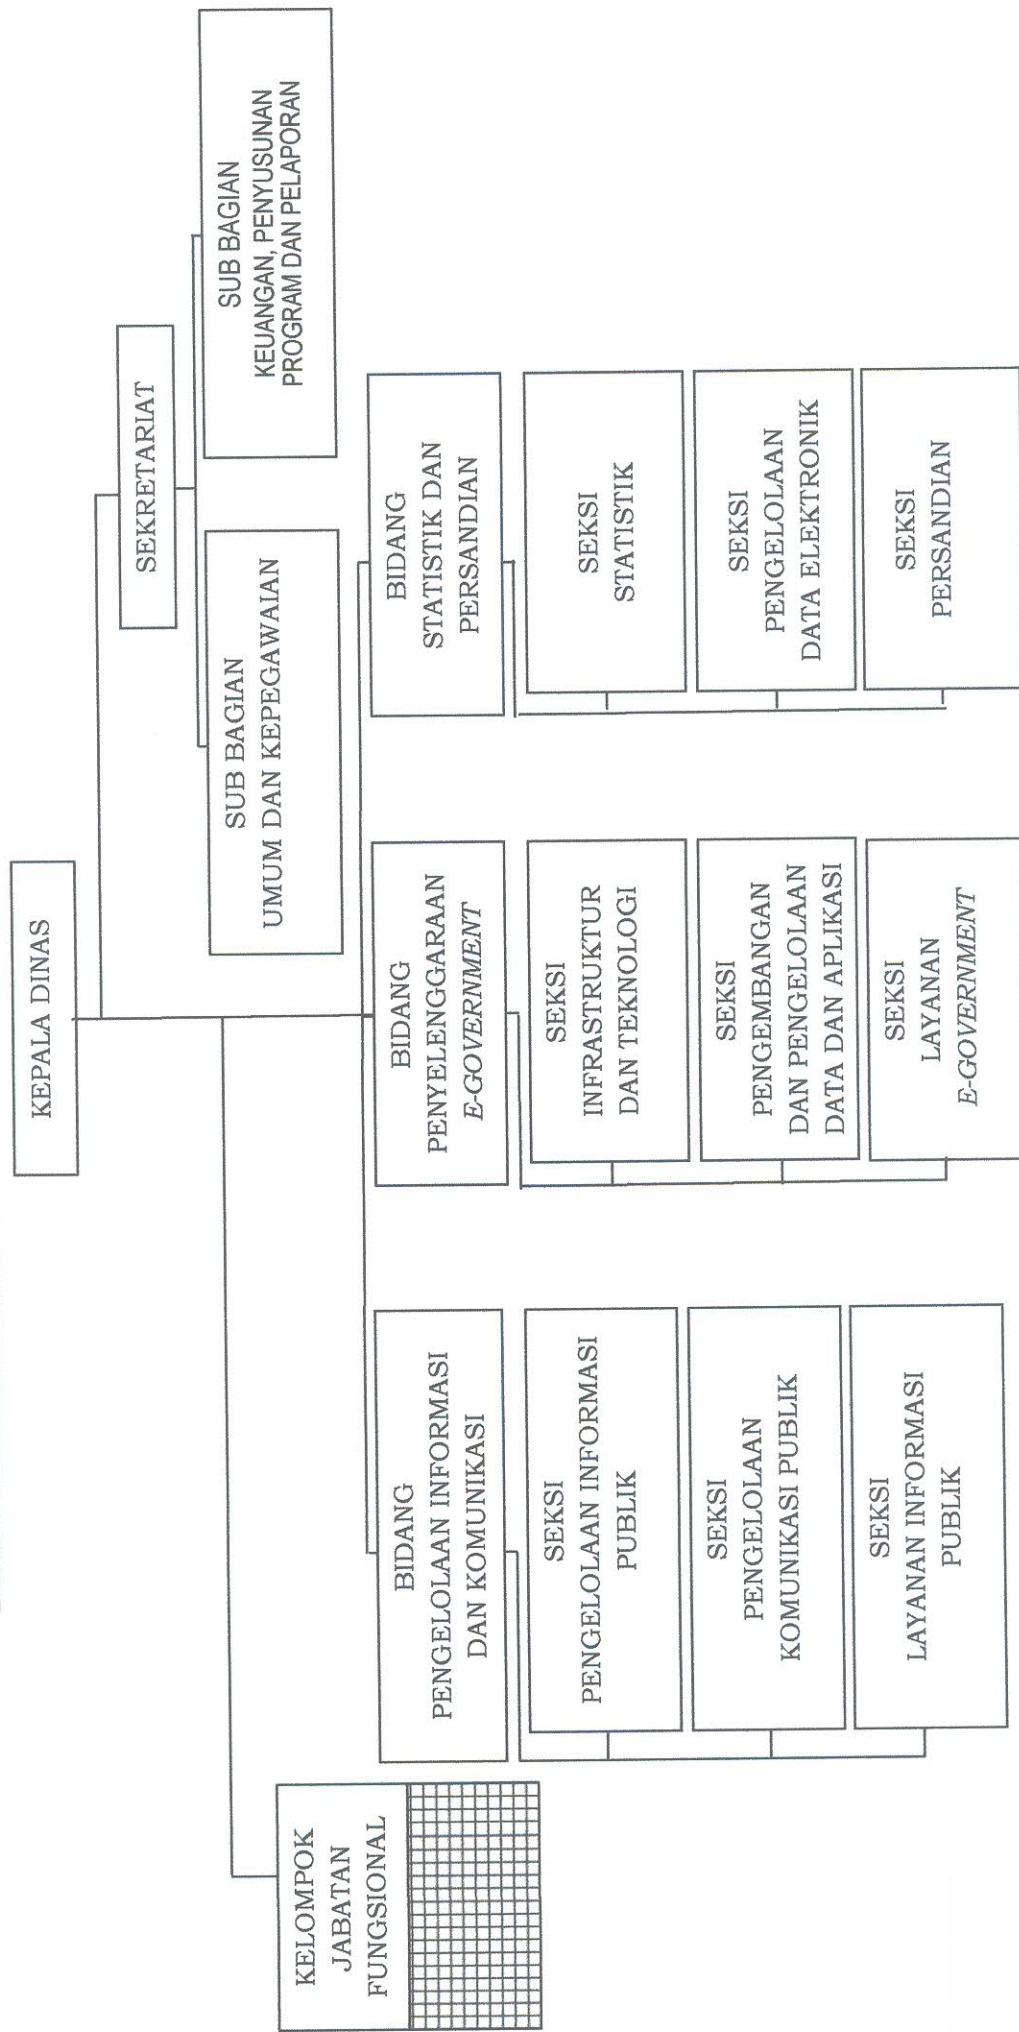 KEPALA DINAS
SEKRETARIAT
SUB BAGIAN
UMUM DAN KEPEGAWAIAN
SUB BAGIAN
KEUANGAN, PENYUSUNAN
PROGRAM DAN PELAPORAN
KELOMPOK
JABATAN
FUNGSIONAL
BIDANG
PENGELOLAAN INFORMASI
DAN KOMUNIKASI
SEKSI
PENGELOLAAN INFORMASI
PUBLIK
SEKSI
PENGELOLAAN
KOMUNIKASI PUBLIK
SEKSI
LAYANAN INFORMASI
PUBLIK
BIDANG
PENYELENGGARAAN
E-GOVERNMENT
SEKSI
INFRASTRUKTUR
DAN TEKNOLOGI
SEKSI
PENGEMBANGAN
DAN PENGELOLAAN
DATA DAN APLIKASI
SEKSI
LAYANAN
E-GOVERNMENT
BIDANG
STATISTIK DAN
PERSANDIAN
SEKSI
STATISTIK
SEKSI
PENGELOLAAN
DATA ELEKTRONIK
SEKSI
PERSANDIAN